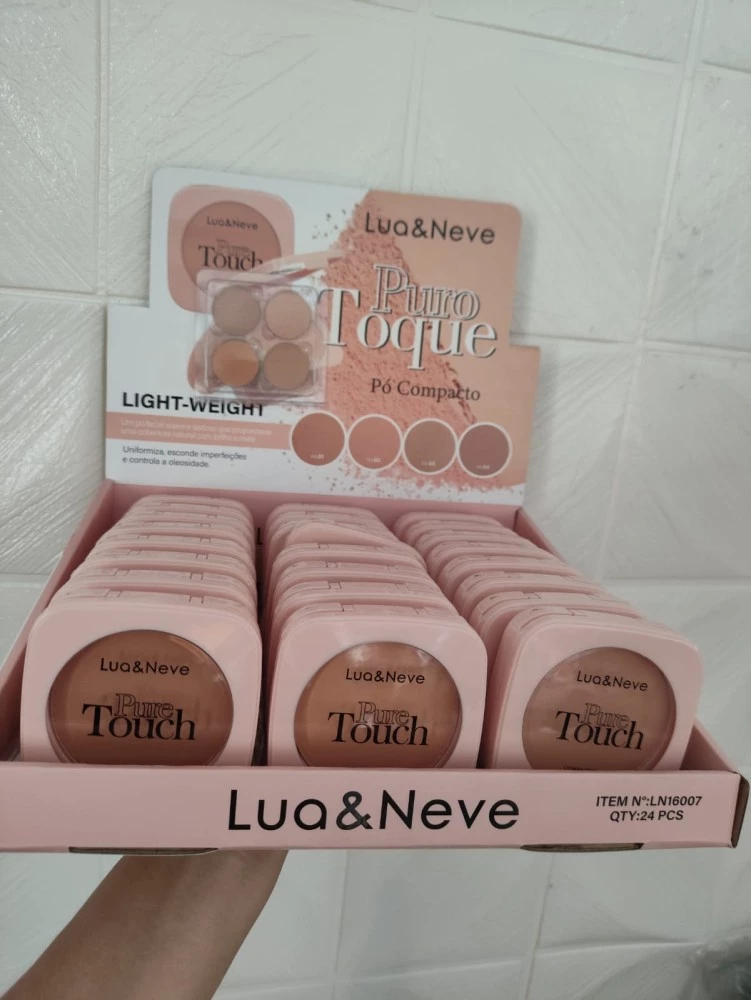 Lua&Neve
Pure
Touch
Lua&Neve
Puro
Toque
Pó Compacto
LIGHT-WEIGHT
Uniformiza, esconde imperfeições
e controla a oleosidade.
Lua&Neve
Pure
Touch
Lua&Neve
Pure
Touch
Lua&Neve
Pure
Touch
Lua&Neve
ITEM Nº:LN16007
QTY:24 PCS